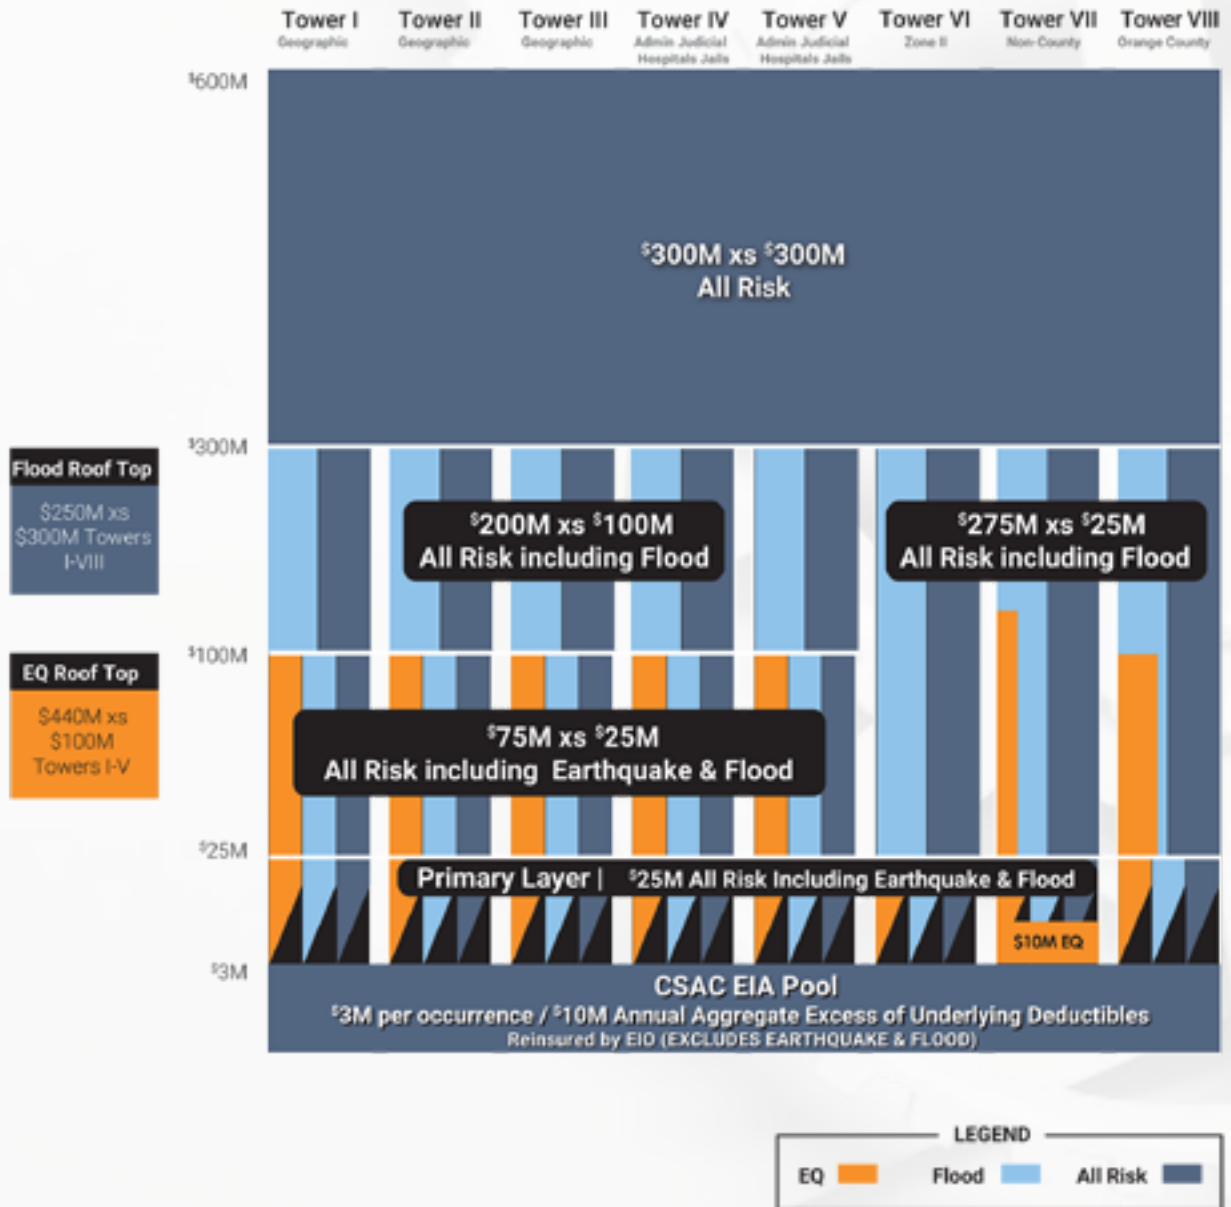 Tower I
Geographic
Tower II
Geographic
Tower III
Geographic
Tower IV
Admin Judicial
Hospitals Jails
Tower V
Admin Judicial
Hospitals Jails
Tower VI
Zone II
Tower VII
Non-County
Tower VIII
Orange County
$600M
$300M xs $300M
All Risk
$300M
Flood Roof Top
$250M xs
$300M Towers
I-VIII
$200M xs $100M
All Risk including Flood
$275M xs $25M
All Risk including Flood
$100M
EQ Roof Top
$440M xs
$100M
Towers I-V
$75M xs $25M
All Risk including Earthquake & Flood
$25M
Primary Layer | $25M All Risk Including Earthquake & Flood
$10M EQ
$3M
CSAC EIA Pool
$3M per occurrence / $10M Annual Aggregate Excess of Underlying Deductibles
Reinsured by EIO (EXCLUDES EARTHQUAKE & FLOOD)
LEGEND
EQ
Flood
All Risk